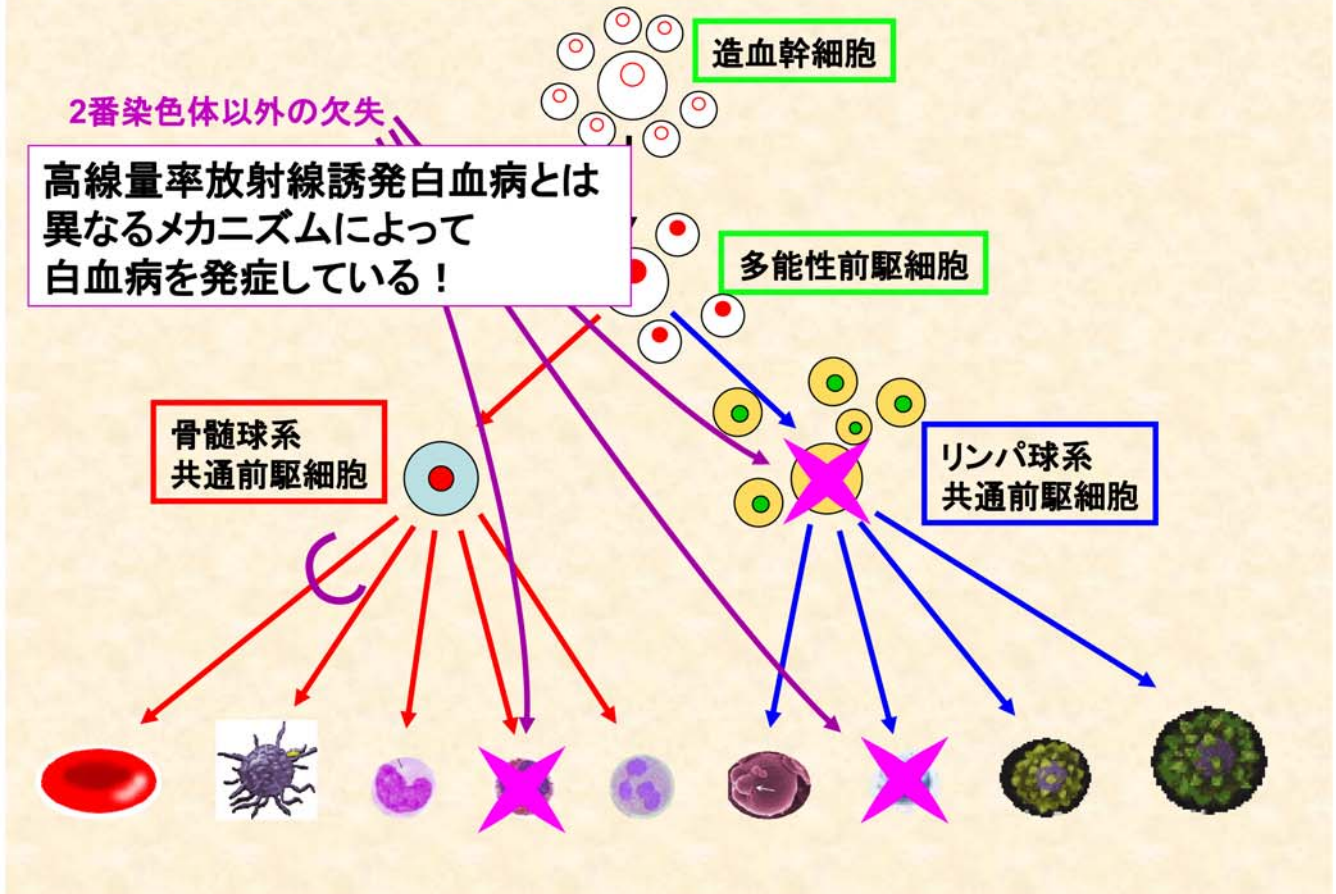 造血幹細胞
2番染色体以外の欠失
高線量率放射線誘発白血病とは
異なるメカニズムによって
白血病を発症している！
多能性前駆細胞
骨髄球系
共通前駆細胞
リンパ球系
共通前駆細胞